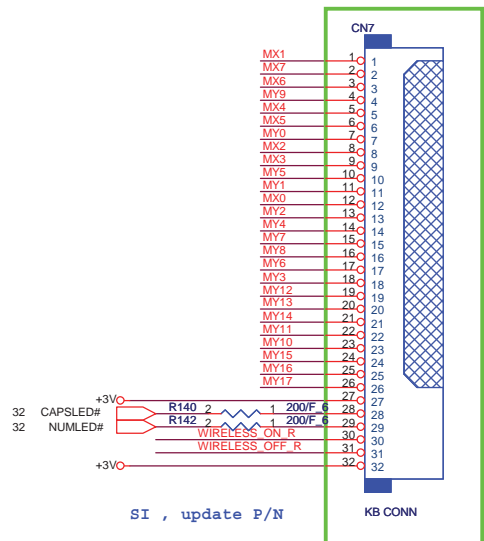 CN7
MX1 1 1
MX7 2 2
MX6 3 3
MY9 4 4
MX4 5 5
MX5 6 6
MY0 7 7
MX2 8 8
MX3 9 9
MY5 10 10
MY1 11 11
MX0 12 12
MY2 13 13
MY4 14 14
MY7 15 15
MY8 16 16
MY6 17 17
MY3 18 18
MY12 19 19
MY13 20 20
MY14 21 21
MY11 22 22
MY10 23 23
MY15 24 24
MY16 25 25
MY17 26 26
+3V 27 27
32 CAPSLED# R140 2 1 200/F_6 28 28
32 NUMLED# R142 2 1 200/F_6 29 29
WIRELESS_ON_R 30 30
WIRELESS_OFF_R 31 31
+3V 32 32
SI , update P/N
KB CONN